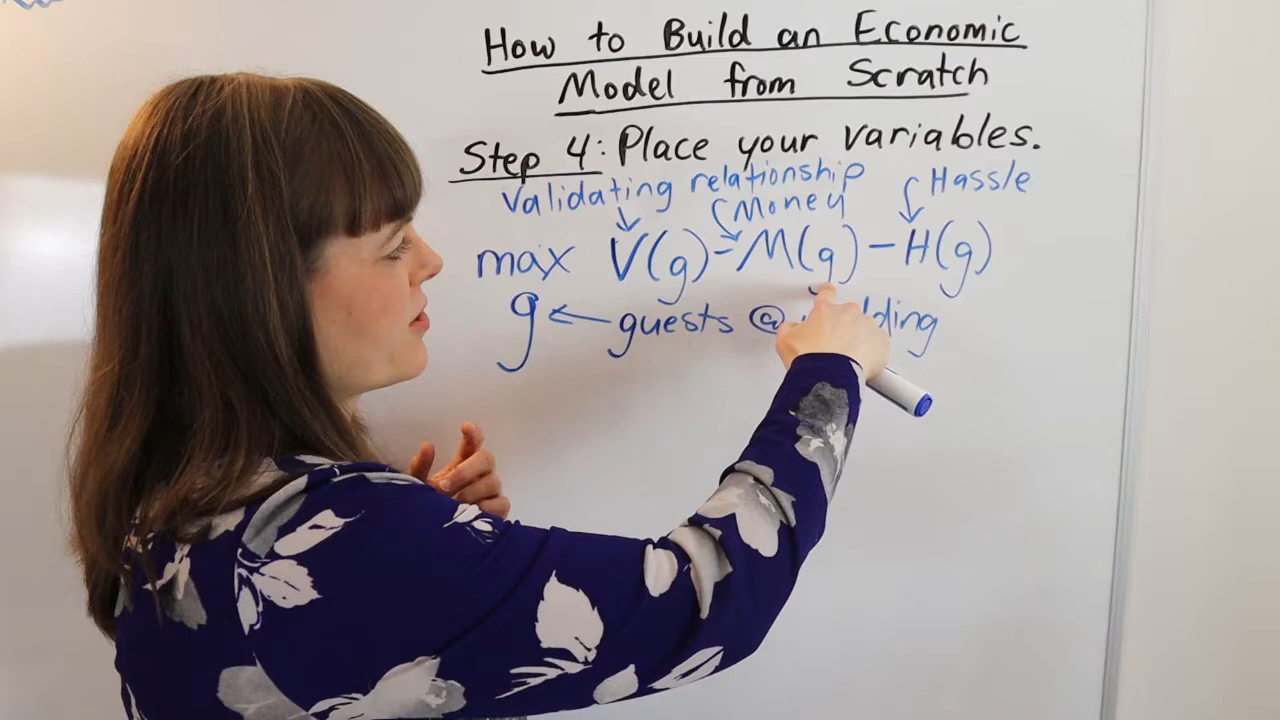 How to Build an Economic
Model from Scratch
Step 4: Place your variables.
Validating relationship
Money
Hassle
max V(g) - M(g) - H(g)
g ← guests @